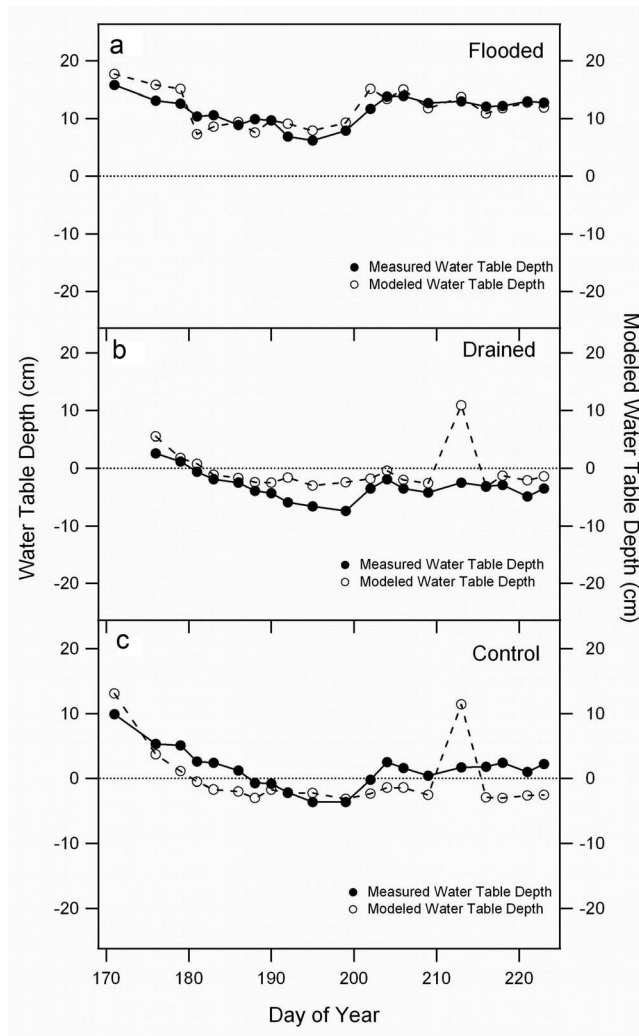 a
Flooded
20
10
0
-10
-20
20
10
0
-10
-20
Measured Water Table Depth
Modeled Water Table Depth
b
Drained
20
10
0
-10
-20
20
10
0
-10
-20
Measured Water Table Depth
Modeled Water Table Depth
c
Control
20
10
0
-10
-20
20
10
0
-10
-20
Measured Water Table Depth
Modeled Water Table Depth
170 180 190 200 210 220
Day of Year
Water Table Depth (cm)
Modeled Water Table Depth (cm)